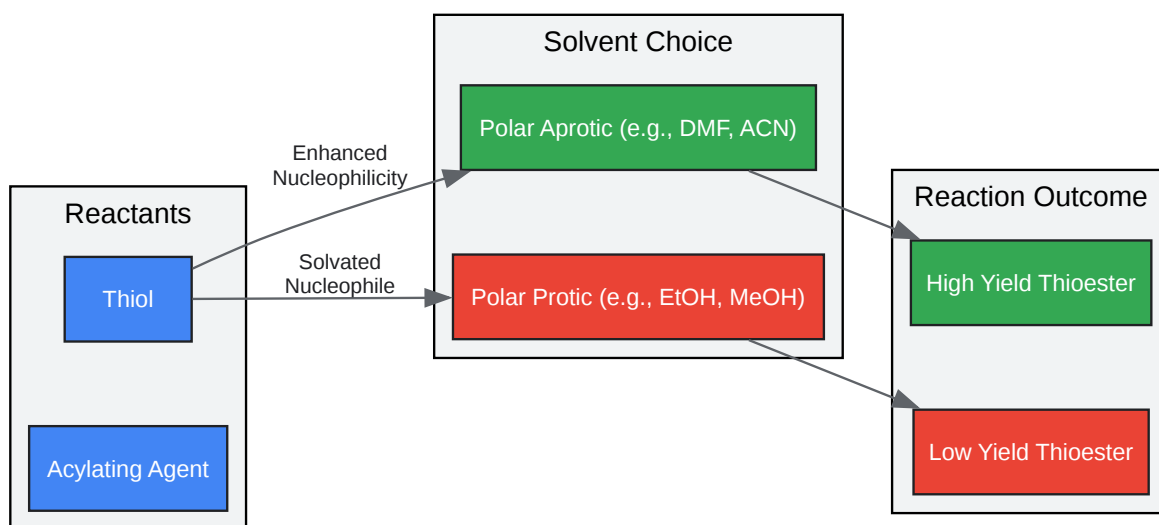 Reactants
Thiol
Acylating Agent
Enhanced
Nucleophilicity
Solvated
Nucleophile
Solvent Choice
Polar Aprotic (e.g., DMF, ACN)
Polar Protic (e.g., EtOH, MeOH)
Reaction Outcome
High Yield Thioester
Low Yield Thioester